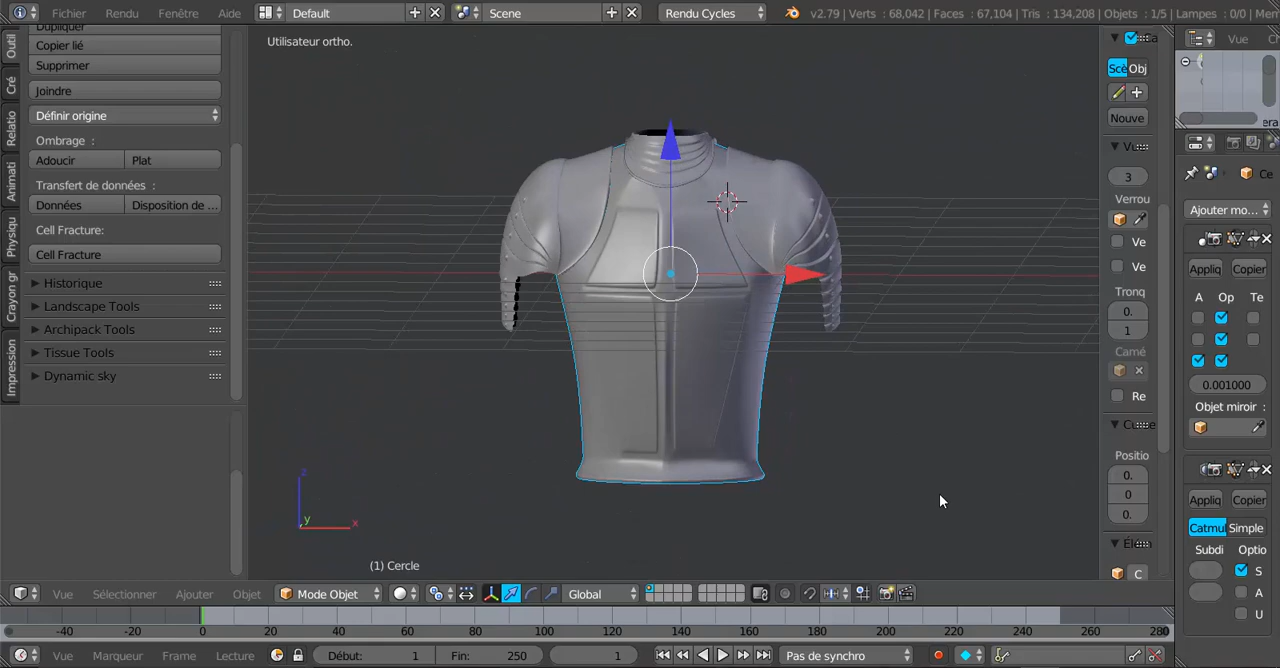 Fichier Rendu Fenêtre Aide Default Scene Rendu Cycles v2.79 | Verts : 68,042 | Faces : 67,104 | Tris : 134,208 | Objets : 1/5 | Lampes : 0/0 | Mem
Utilisateur ortho.
Outil
Cré
Relatio
Animati
Physiqu
Crayon gr
Impression
Dupliquer
Copier lié
Supprimer
Joindre
Définir origine
Ombrage :
Adoucir Plat
Transfert de données :
Données Disposition de ...
Cell Fracture:
Cell Fracture
Historique
Landscape Tools
Archipack Tools
Tissue Tools
Dynamic sky
z
y x
(1) Cercle
Scè Obj
Nouve
3
Verrou
Ve
Ve
Tronq
0.
1
Camé
Re
Positio
0.
0
0.
C
Vue
era
Ce
Ajouter mo...
Appliq Copier
A Op Te
0.001000
Objet miroir :
Appliq Copier
Catmu Simple
Subdi Optio
S
A
U
Vue Sélectionner Ajouter Objet Mode Objet Global
-40 -20 0 20 40 60 80 100 120 140 160 180 200 220 240 260 280
Vue Marqueur Frame Lecture Début: 1 Fin: 250 1 Pas de synchro